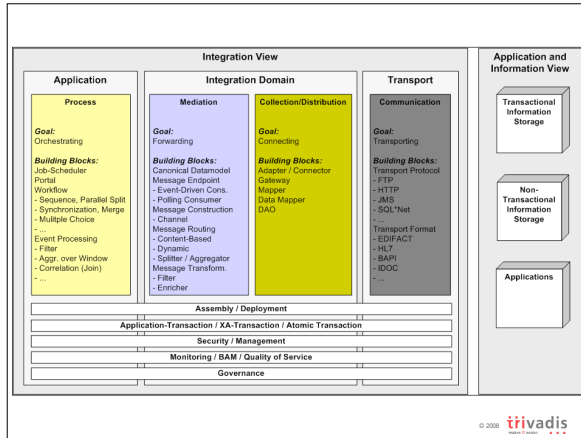 Integration View
Application
Process
Goal:
Orchestrating
Building Blocks:
Job-Scheduler
Portal
Workflow
- Sequence, Parallel Split
- Synchronization, Merge
- Mulitple Choice
- ...
Event Processing
- Filter
- Aggr. over Window
- Correlation (Join)
- ...
Integration Domain
Mediation
Goal:
Forwarding
Building Blocks:
Canonical Datamodel
Message Endpoint
- Event-Driven Cons.
- Polling Consumer
Message Construction
- Channel
Message Routing
- Content-Based
- Dynamic
- Splitter / Aggregator
Message Transform.
- Filter
- Enricher
Collection/Distribution
Goal:
Connecting
Building Blocks:
Adapter / Connector
Gateway
Mapper
Data Mapper
DAO
Transport
Communication
Goal:
Transporting
Building Blocks:
Transport Protocol
- FTP
- HTTP
- JMS
- SQL*Net
- ...
Transport Format
- EDIFACT
- HL7
- BAPI
- IDOC
Assembly / Deployment
Application-Transaction / XA-Transaction / Atomic Transaction
Security / Management
Monitoring / BAM / Quality of Service
Governance
Application and
Information View
Transactional
Information
Storage
Non-
Transactional
Information
Storage
Applications
© 2008 trivadis
makes IT easier